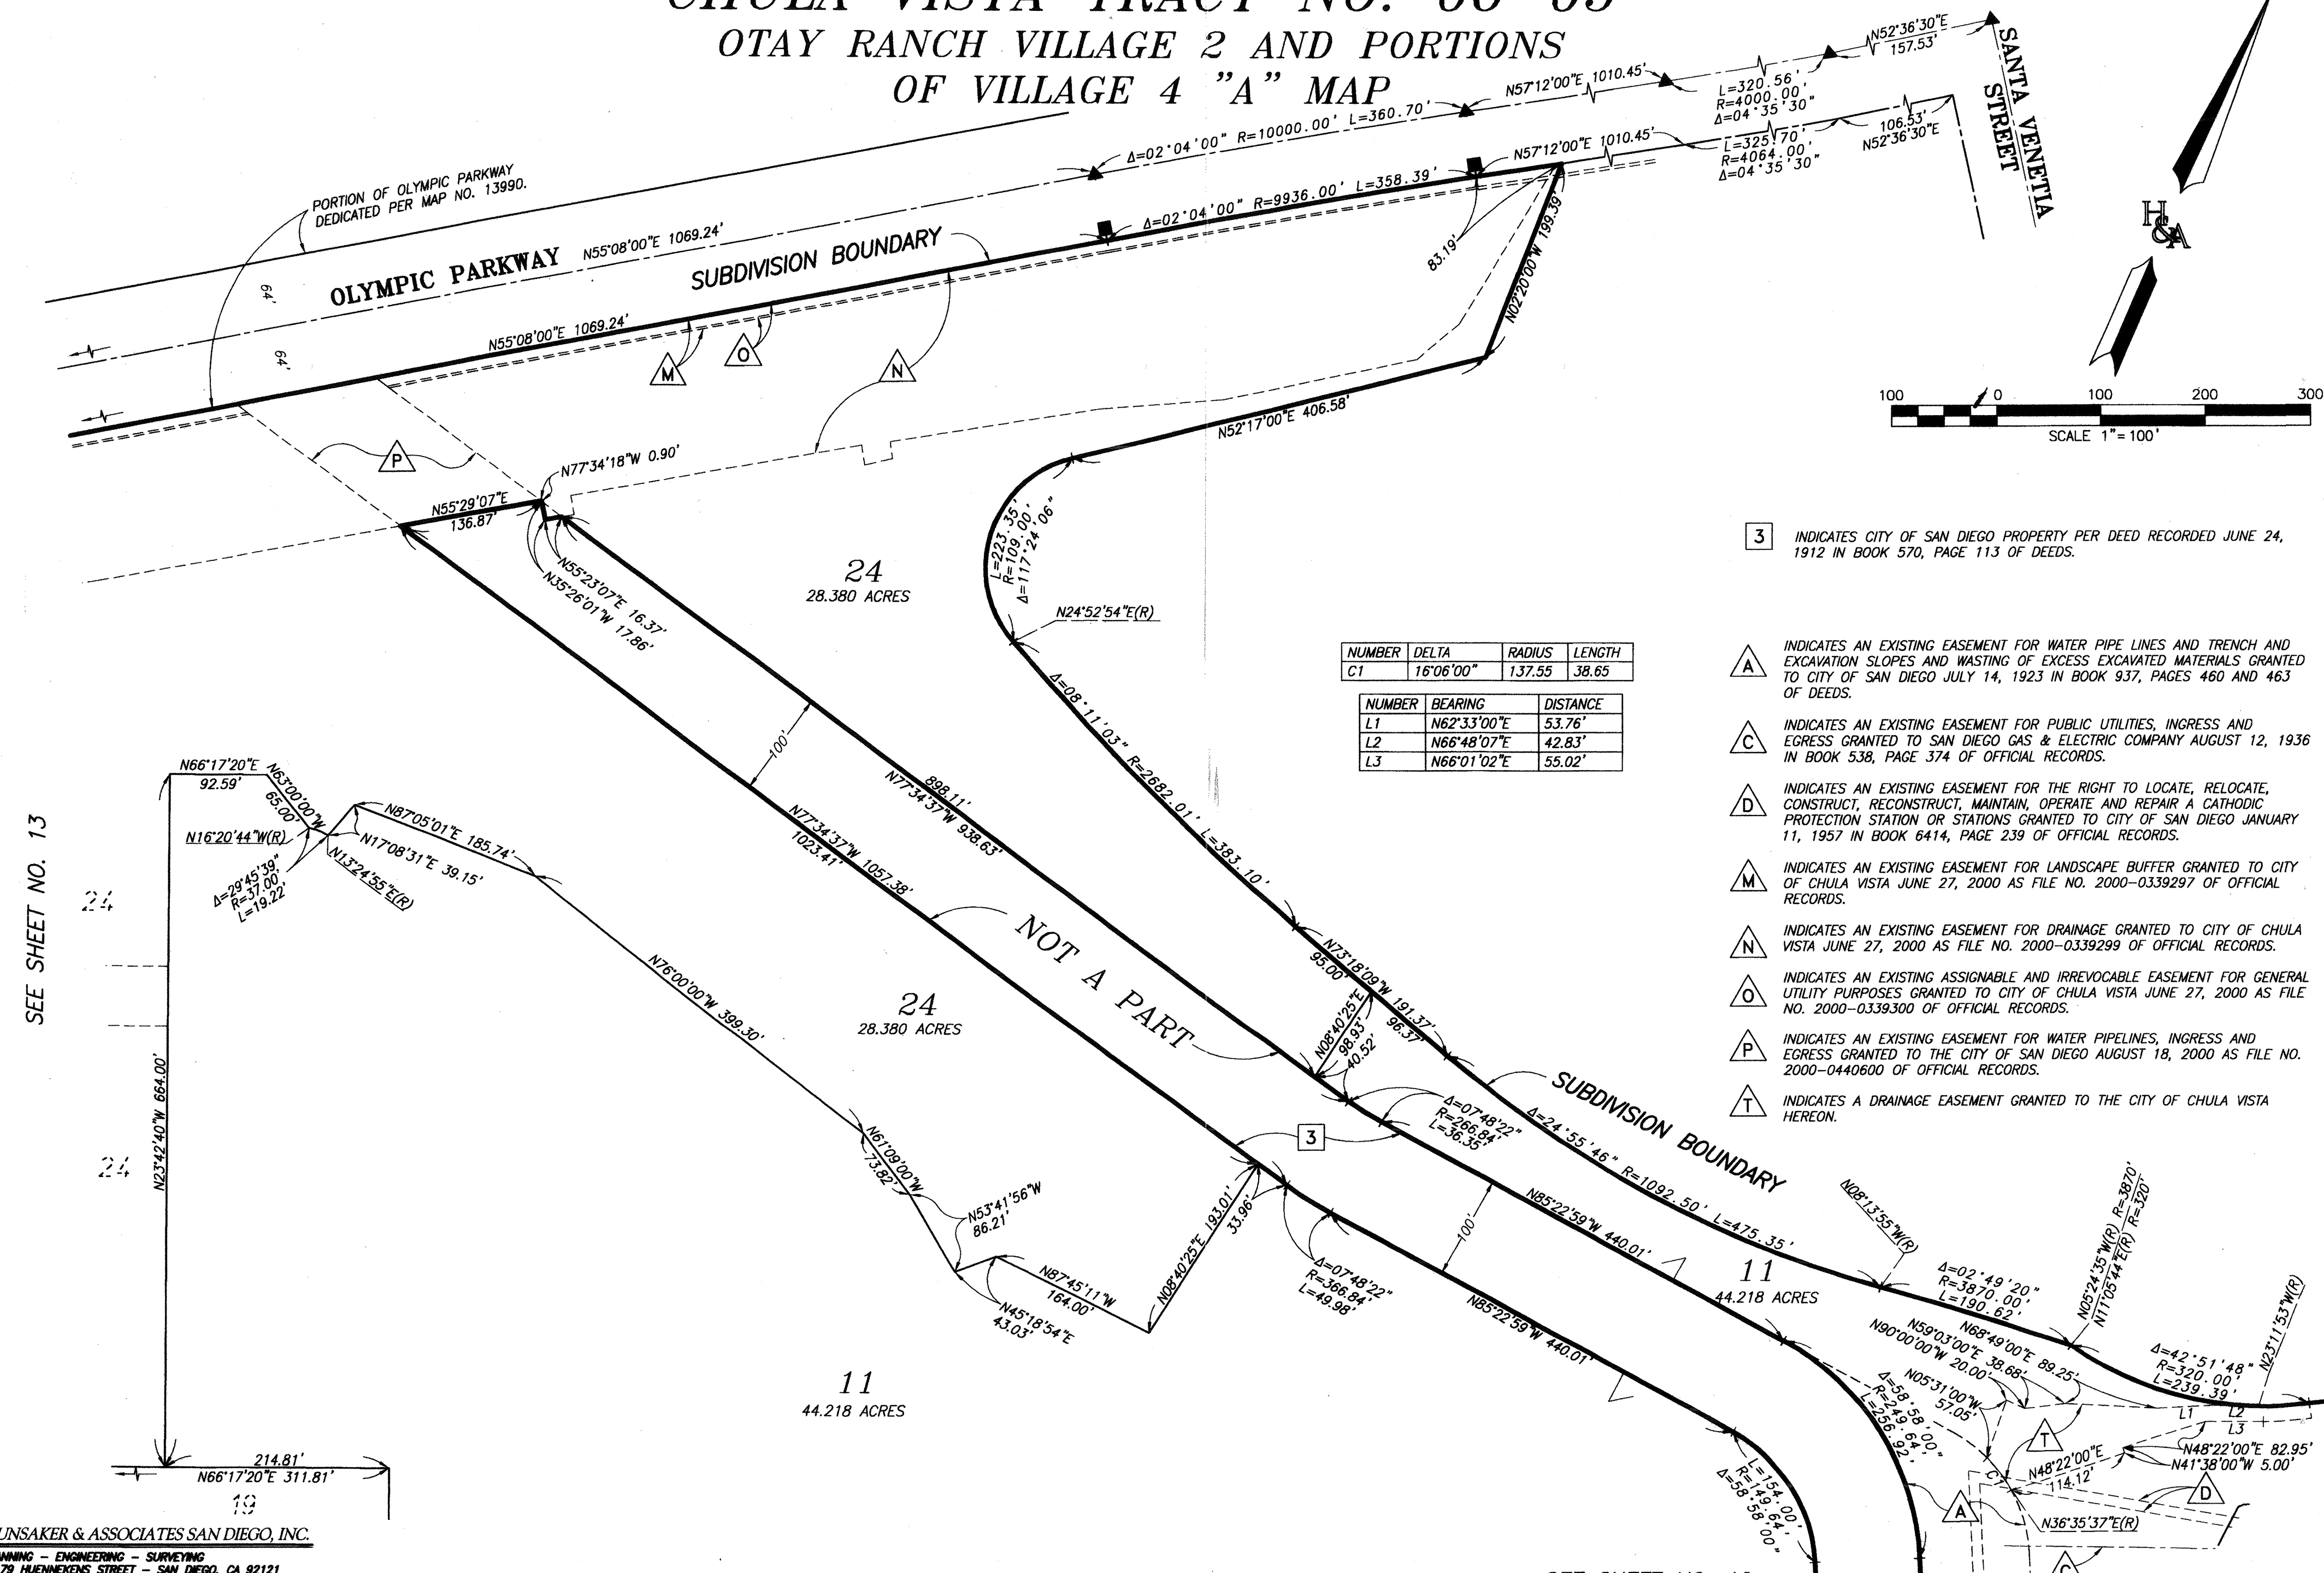 OTAY RANCH VILLAGE 2 AND PORTIONS
OF VILLAGE 4 "A" MAP
N52°36'30"E
157.53'
SANTA VENETIA
STREET
N57°12'00"E 1010.45'
L=320.56'
R=4000.00'
Δ=04°35'30"
106.53'
N52°36'30"E
Δ=02°04'00" R=10000.00' L=360.70'
N57°12'00"E 1010.45'
L=325.70'
R=4064.00'
Δ=04°35'30"
PORTION OF OLYMPIC PARKWAY
DEDICATED PER MAP NO. 13990.
Δ=02°04'00" R=9936.00' L=358.39'
H&A
OLYMPIC PARKWAY
N55°08'00"E 1069.24'
SUBDIVISION BOUNDARY
83.19'
N02°20'00"W 199.39'
64'
64'
N55°08'00"E 1069.24'
M
O
N
P
N52°17'00"E 406.58'
100 0 100 200 300
SCALE 1"=100'
N77°34'18"W 0.90'
N55°29'07"E
136.87'
N55°23'07"E 16.37'
N35°26'01"W 17.86'
24
28.380 ACRES
L=223.35'
R=109.00'
Δ=117°24'06"
N24°52'54"E(R)
3
INDICATES CITY OF SAN DIEGO PROPERTY PER DEED RECORDED JUNE 24,
1912 IN BOOK 570, PAGE 113 OF DEEDS.
NUMBER DELTA RADIUS LENGTH
C1 16°06'00" 137.55 38.65
NUMBER BEARING DISTANCE
L1 N62°33'00"E 53.76'
L2 N66°48'07"E 42.83'
L3 N66°01'02"E 55.02'
A
INDICATES AN EXISTING EASEMENT FOR WATER PIPE LINES AND TRENCH AND
EXCAVATION SLOPES AND WASTING OF EXCESS EXCAVATED MATERIALS GRANTED
TO CITY OF SAN DIEGO JULY 14, 1923 IN BOOK 937, PAGES 460 AND 463
OF DEEDS.
C
INDICATES AN EXISTING EASEMENT FOR PUBLIC UTILITIES, INGRESS AND
EGRESS GRANTED TO SAN DIEGO GAS & ELECTRIC COMPANY AUGUST 12, 1936
IN BOOK 538, PAGE 374 OF OFFICIAL RECORDS.
D
INDICATES AN EXISTING EASEMENT FOR THE RIGHT TO LOCATE, RELOCATE,
CONSTRUCT, RECONSTRUCT, MAINTAIN, OPERATE AND REPAIR A CATHODIC
PROTECTION STATION OR STATIONS GRANTED TO CITY OF SAN DIEGO JANUARY
11, 1957 IN BOOK 6414, PAGE 239 OF OFFICIAL RECORDS.
M
INDICATES AN EXISTING EASEMENT FOR LANDSCAPE BUFFER GRANTED TO CITY
OF CHULA VISTA JUNE 27, 2000 AS FILE NO. 2000-0339297 OF OFFICIAL
RECORDS.
N
INDICATES AN EXISTING EASEMENT FOR DRAINAGE GRANTED TO CITY OF CHULA
VISTA JUNE 27, 2000 AS FILE NO. 2000-0339299 OF OFFICIAL RECORDS.
O
INDICATES AN EXISTING ASSIGNABLE AND IRREVOCABLE EASEMENT FOR GENERAL
UTILITY PURPOSES GRANTED TO CITY OF CHULA VISTA JUNE 27, 2000 AS FILE
NO. 2000-0339300 OF OFFICIAL RECORDS.
P
INDICATES AN EXISTING EASEMENT FOR WATER PIPELINES, INGRESS AND
EGRESS GRANTED TO THE CITY OF SAN DIEGO AUGUST 18, 2000 AS FILE NO.
2000-0440600 OF OFFICIAL RECORDS.
T
INDICATES A DRAINAGE EASEMENT GRANTED TO THE CITY OF CHULA VISTA
HEREON.
Δ=08°11'03" R=2682.01' L=383.10'
100'
898.11'
N77°34'37"W 938.63'
N77°34'37"W 1057.38'
1023.41'
NOT A PART
SEE SHEET NO. 13
N66°17'20"E
92.59'
N63°00'00"W
65.00'
N16°20'44"W(R)
N87°05'01"E 185.74'
N17°08'31"E 39.15'
N13°24'55"E(R)
Δ=29°45'39"
R=37.00'
L=19.22'
24
24
N23°42'40"W 664.00'
N76°00'00"W 399.30'
24
28.380 ACRES
N73°18'09"W 191.37'
95.00'
96.37'
N08°40'25"E
98.93'
40.52'
SUBDIVISION BOUNDARY
Δ=24°55'46" R=1092.50' L=475.35'
Δ=07°48'22"
R=266.84'
L=36.35'
3
N61°09'00"W
73.82'
N53°41'56"W
86.21'
N87°45'11"W
164.00'
N45°18'54"E
43.03'
N08°40'25"E 193.01'
33.96'
Δ=07°48'22"
R=366.84'
L=49.98'
100'
N85°22'59"W 440.01'
N85°22'59"W 440.01'
11
44.218 ACRES
11
44.218 ACRES
N08°13'55"W(R)
Δ=02°49'20"
R=3870.00'
L=190.62'
N05°24'35"W(R) R=3870'
N11°05'44"E(R) R=320'
N23°11'53"W(R)
N68°49'00"E 89.25'
N59°03'00"E 38.68'
N90°00'00"W 20.00'
N05°31'00"W
57.05'
Δ=42°51'48"
R=320.00'
L=239.39'
L1 L2
L3
Δ=58°58'00"
R=249.64'
L=256.92'
T
N48°22'00"E 82.95'
N41°38'00"W 5.00'
N48°22'00"E
114.12'
D
A
N36°35'37"E(R)
C
L=154.00'
R=149.64'
Δ=58°58'00"
214.81'
N66°17'20"E 311.81'
19
UNSAKER & ASSOCIATES SAN DIEGO, INC.
NNING - ENGINEERING - SURVEYING
79 HUENNEKENS STREET - SAN DIEGO, CA 92121